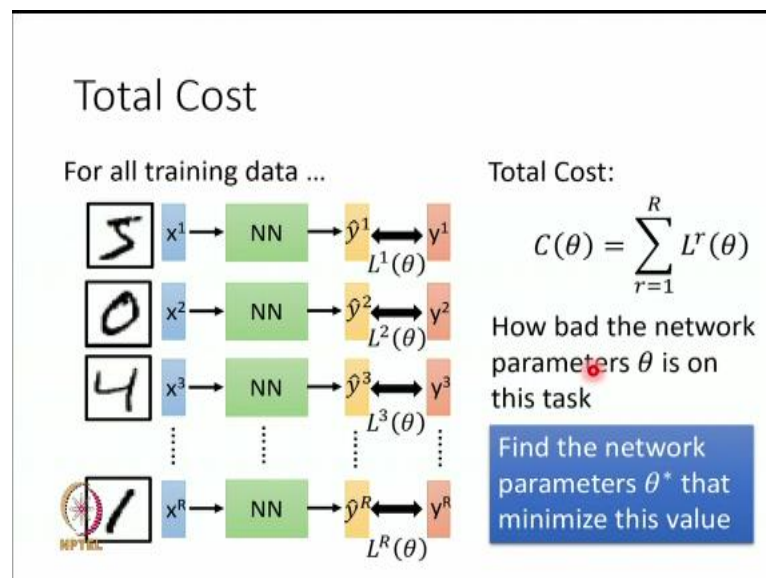 Total Cost
For all training data ...
5 x¹ NN ŷ¹ y¹
L¹(θ)
0 x² NN ŷ² y²
L²(θ)
4 x³ NN ŷ³ y³
L³(θ)
1 xᴿ NN ŷᴿ yᴿ
Lᴿ(θ)
NPTEL
Total Cost:
C(θ) = ∑_{r=1}^{R} Lʳ(θ)
How bad the network
parameters θ is on
this task
Find the network
parameters θ* that
minimize this value